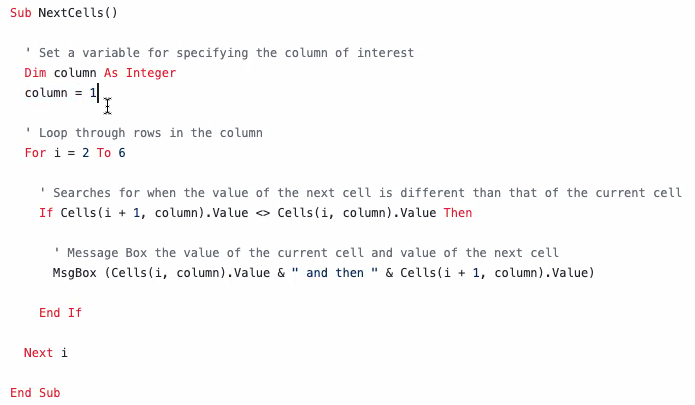 Sub NextCells()
' Set a variable for specifying the column of interest
Dim column As Integer
column = 1
' Loop through rows in the column
For i = 2 To 6
' Searches for when the value of the next cell is different than that of the current cell
If Cells(i + 1, column).Value <> Cells(i, column).Value Then
' Message Box the value of the current cell and value of the next cell
MsgBox (Cells(i, column).Value & " and then " & Cells(i + 1, column).Value)
End If
Next i
End Sub